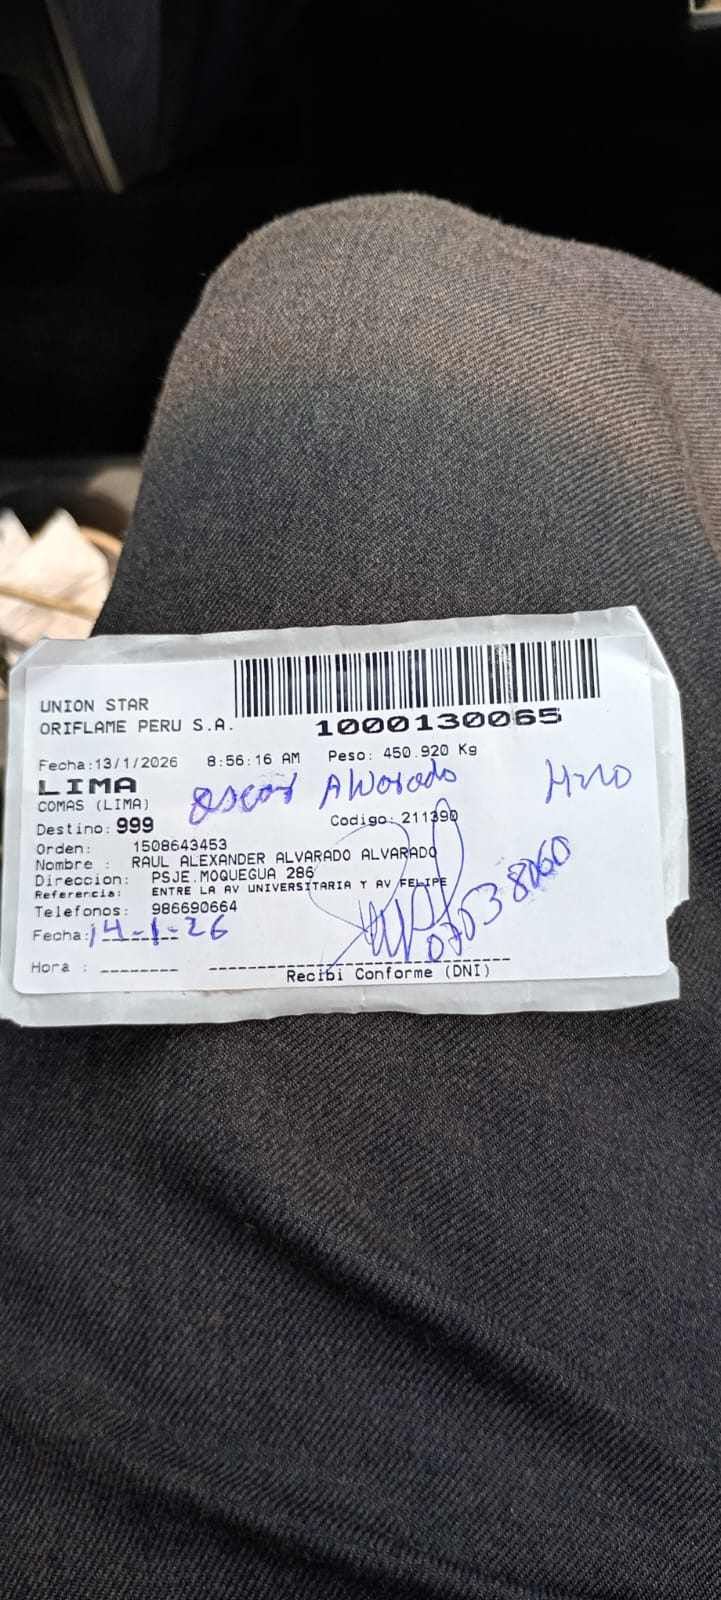 UNION STAR
ORIFLAME PERU S.A.
1000130065
Fecha:13/1/2026 8:56:16 AM Peso: 450.920 Kg
LIMA
COMAS (LIMA)
Oscar Alvarado
Destino: 999 Codigo: 211390
Orden: 1508643453
Nombre : RAUL ALEXANDER ALVARADO ALVARADO
Direccion: PSJE.MOQUEGUA 286
Referencia: ENTRE LA AV UNIVERSITARIA Y AV FELIPE
Telefonos: 986690664
Fecha: 14-1-26
Hora : --------
Recibi Conforme (DNI)